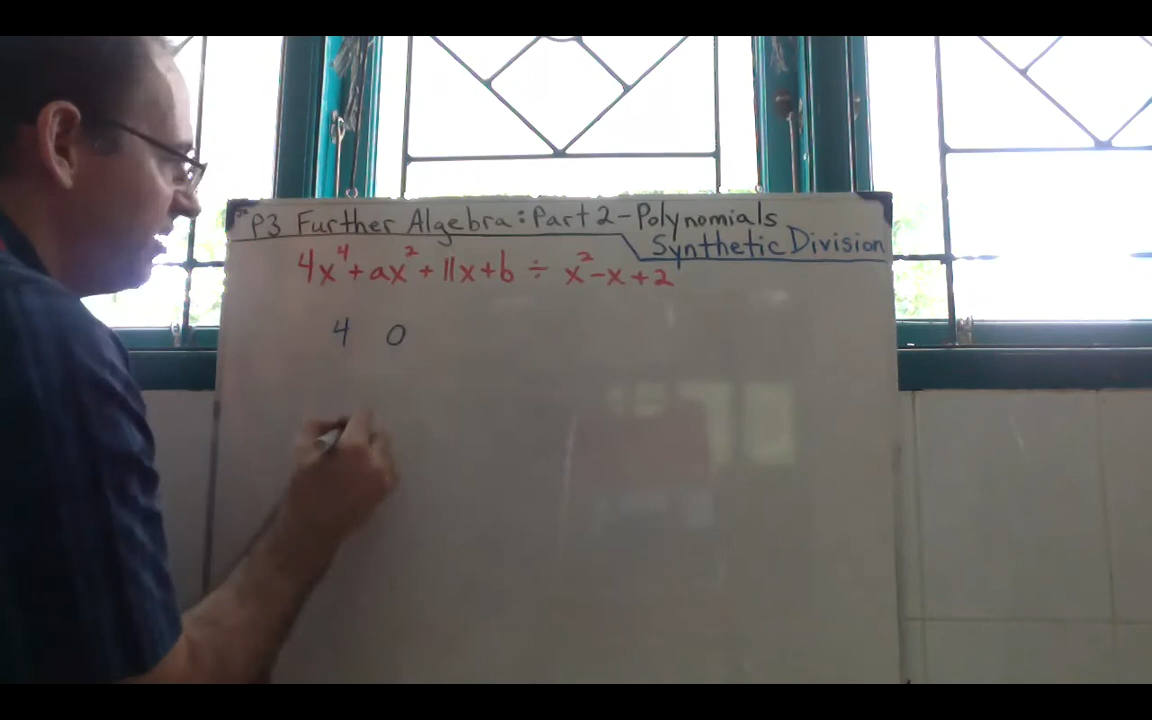 P3 Further Algebra: Part 2 - Polynomials
Synthetic Division
4x⁴+ax²+11x+b ÷ x²-x+2
4 0